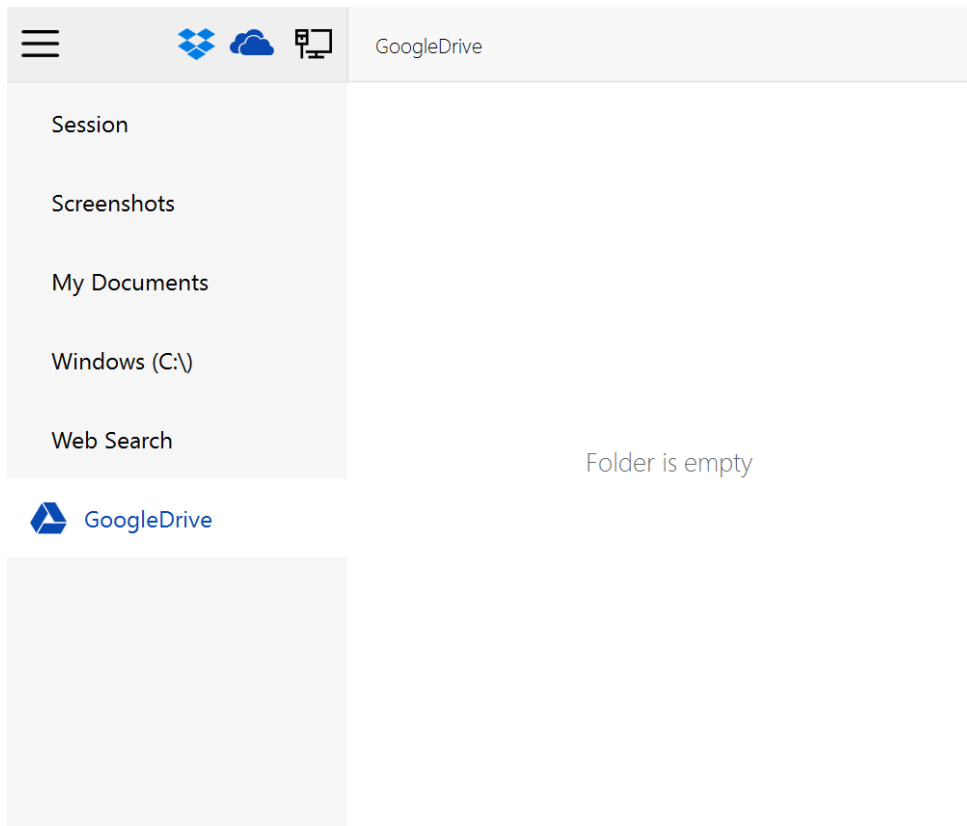 GoogleDrive
Session
Screenshots
My Documents
Windows (C:\)
Web Search
GoogleDrive
Folder is empty